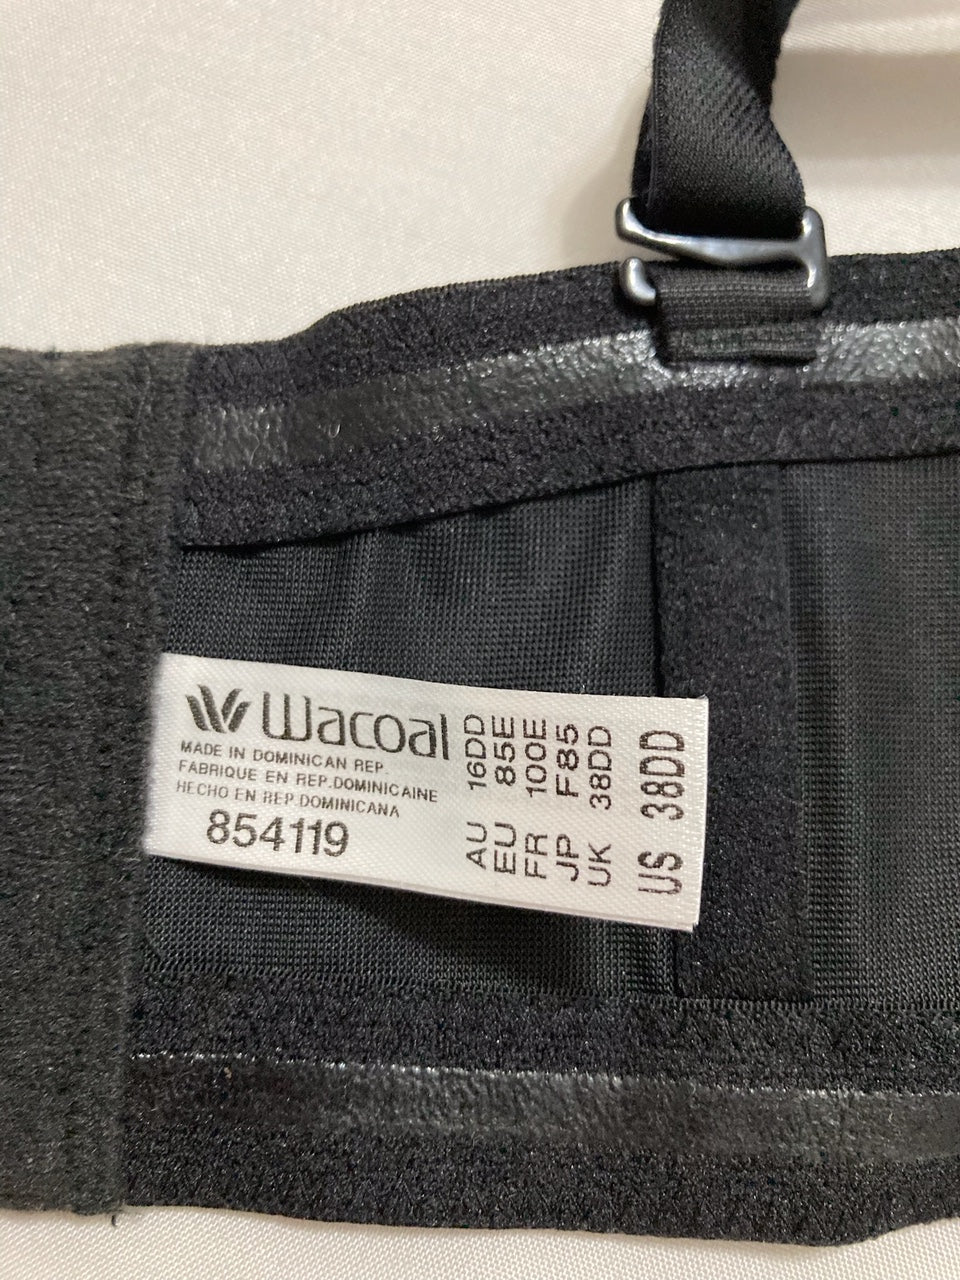 Wacoal
MADE IN DOMINICAN REP.
FABRIQUE EN REP.DOMINICAINE
HECHO EN REP.DOMINICANA
854119
AU 16DD
EU 85E
FR 100E
JP F85
UK 38DD
US 38DD